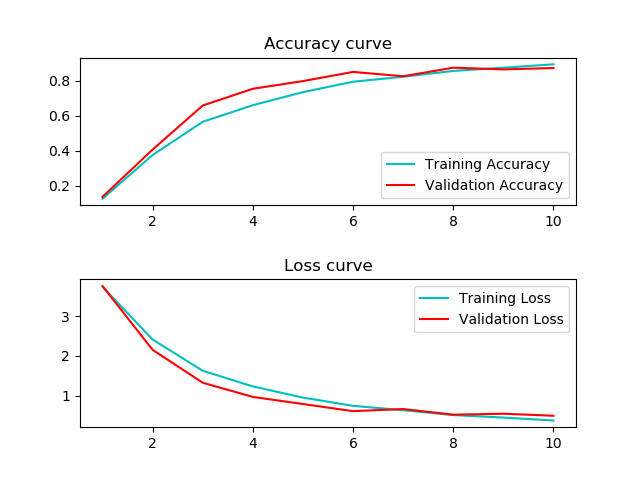 Accuracy curve
0.8
0.6
0.4
0.2
Training Accuracy
Validation Accuracy
2 4 6 8 10
Loss curve
3
2
1
Training Loss
Validation Loss
2 4 6 8 10